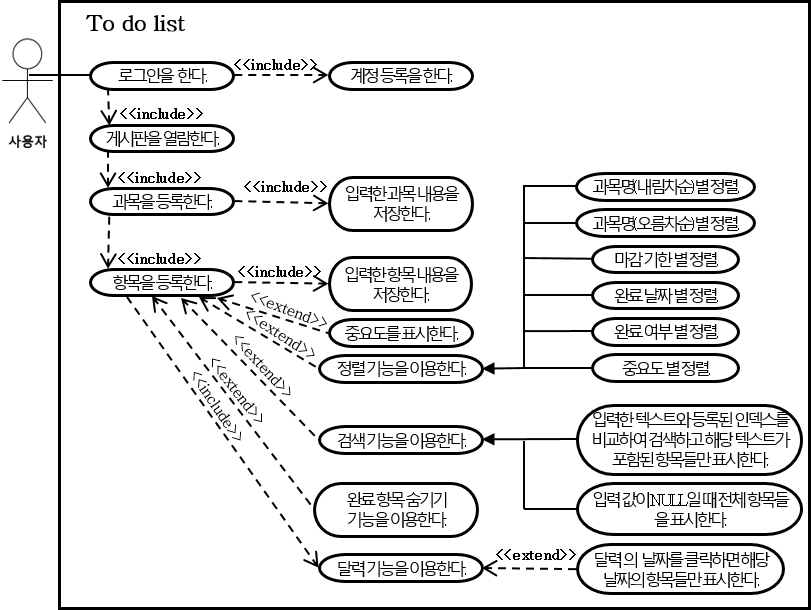 To do list
사용자
로그인을 한다.
<<include>>
계정 등록을 한다.
<<include>>
게시판을 열람한다.
<<include>>
과목을 등록한다.
<<include>>
입력한 과목 내용을
저장한다.
<<include>>
항목을 등록한다.
<<include>>
입력한 항목 내용을
저장한다.
<<extend>>
중요도를 표시한다.
<<extend>>
정렬 기능을 이용한다.
과목명(내림차순)별 정렬.
과목명(오름차순)별 정렬.
마감 기한 별 정렬.
완료 날짜 별 정렬.
완료 여부 별 정렬.
중요도 별 정렬.
<<extend>>
검색 기능을 이용한다.
입력한 텍스트와 등록된 인덱스를
비교하여 검색하고 해당 텍스트가
포함된 항목들만 표시한다.
입력 값이 NULL일 때 전체 항목들
을 표시한다.
<<extend>>
완료 항목 숨기기
기능을 이용한다.
<<include>>
달력 기능을 이용한다.
<<extend>>
달력 의 날짜를 클릭하면 해당
날짜의 항목들만 표시한다.